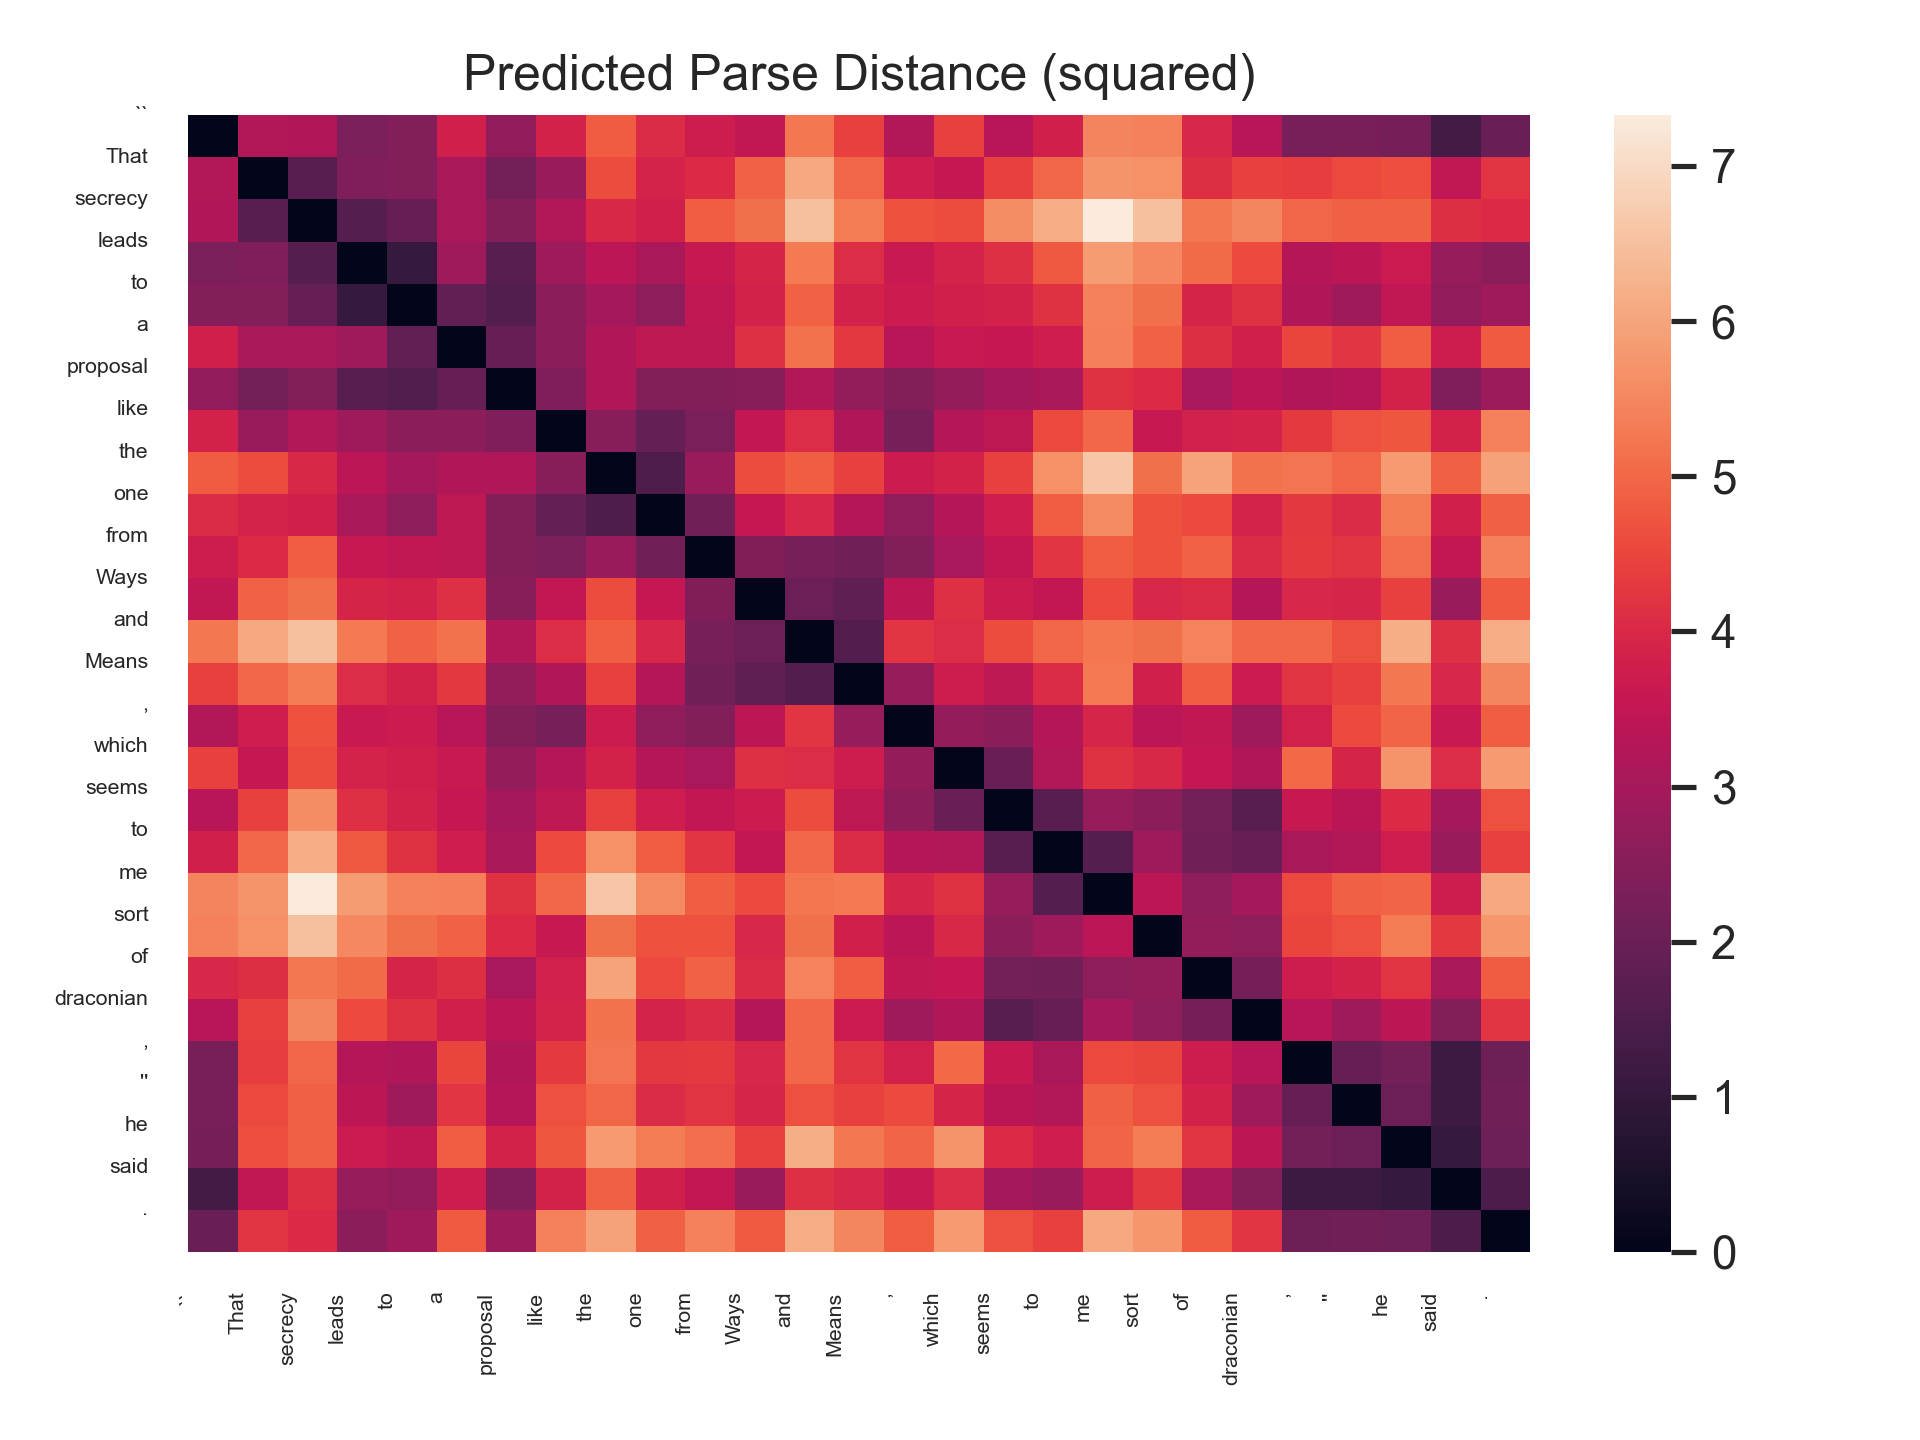 Predicted Parse Distance (squared)
``
That
secrecy
leads
to
a
proposal
like
the
one
from
Ways
and
Means
,
which
seems
to
me
sort
of
draconian
,
''
he
said
.
`` That secrecy leads to a proposal like the one from Ways and Means , which seems to me sort of draconian , '' he said .
7
6
5
4
3
2
1
0